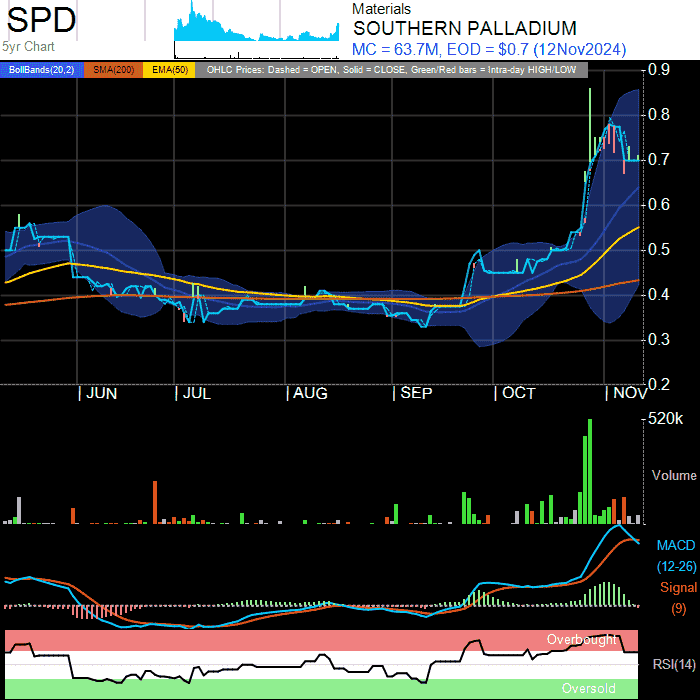 SPD
5yr Chart
Materials
SOUTHERN PALLADIUM
MC = 63.7M, EOD = $0.7 (12Nov2024)
BollBands(20,2) SMA(200) EMA(50) OHLC Prices: Dashed = OPEN, Solid = CLOSE, Green/Red bars = Intra-day HIGH/LOW
0.9
0.8
0.7
0.6
0.5
0.4
0.3
0.2
| JUN | JUL | AUG | SEP | OCT | NOV
520k
Volume
MACD
(12-26)
Signal
(9)
Overbought
RSI(14)
Oversold